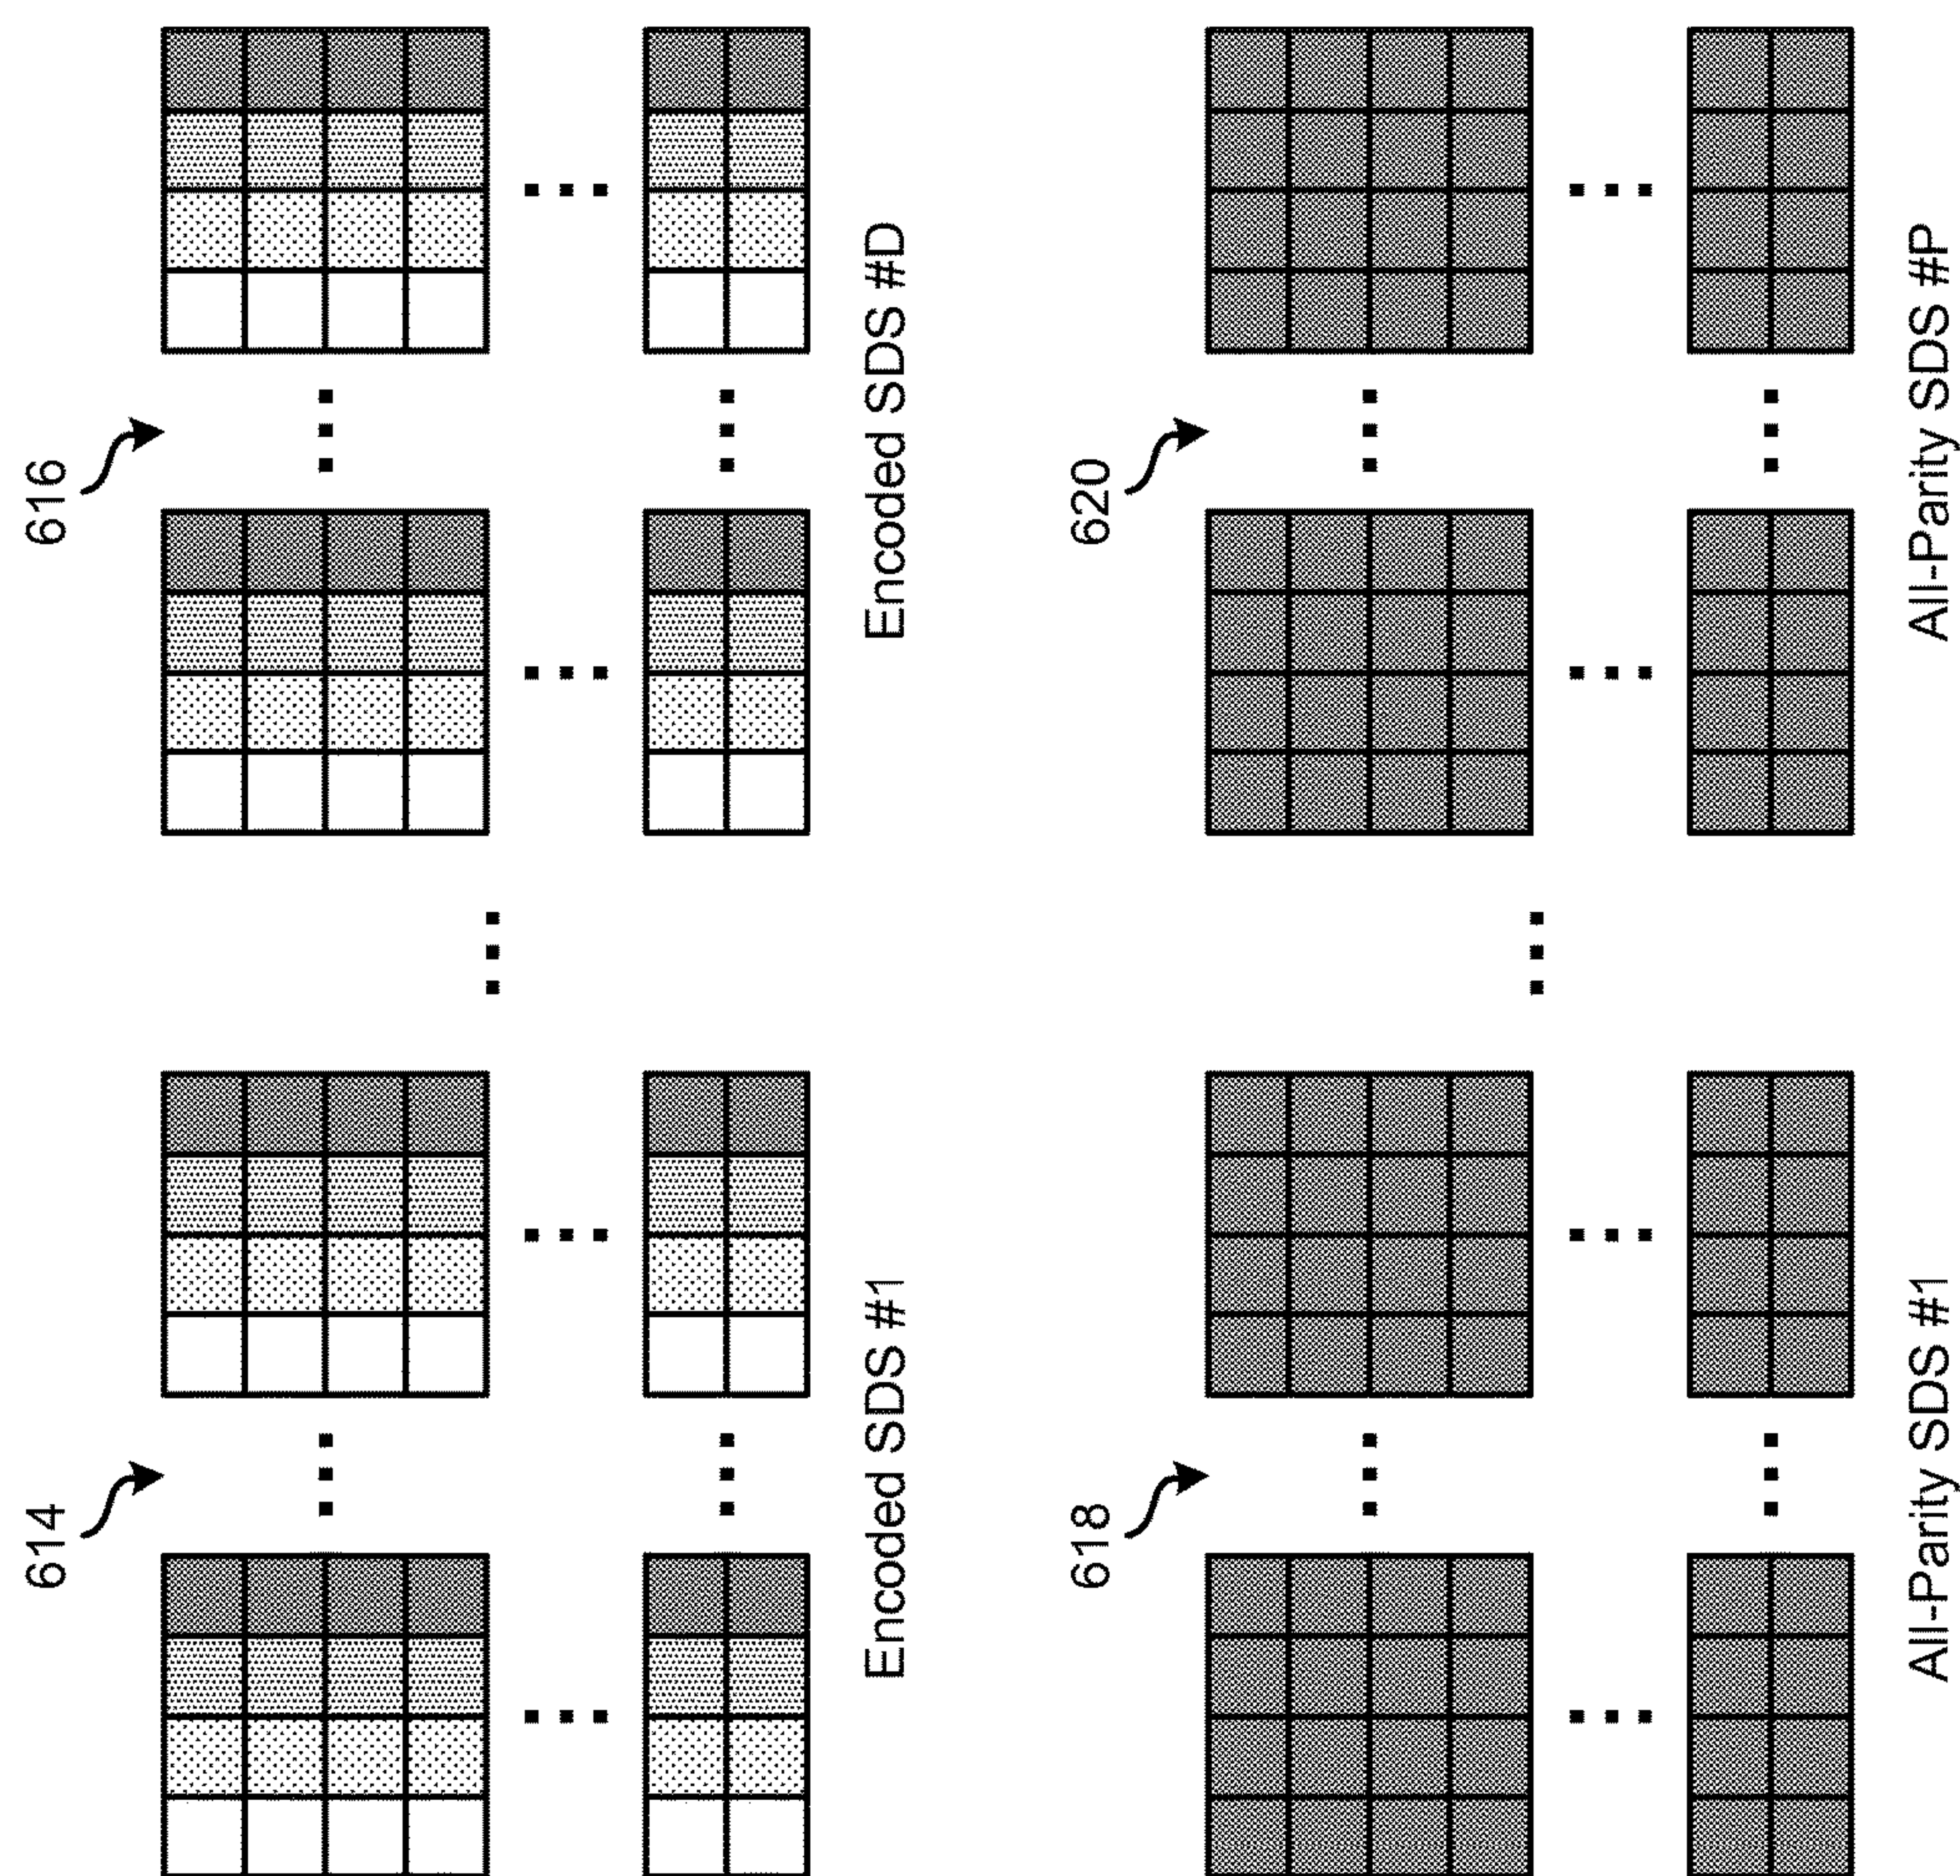 614
616
Encoded SDS #1
Encoded SDS #D
618
620
All-Parity SDS #1
All-Parity SDS #P